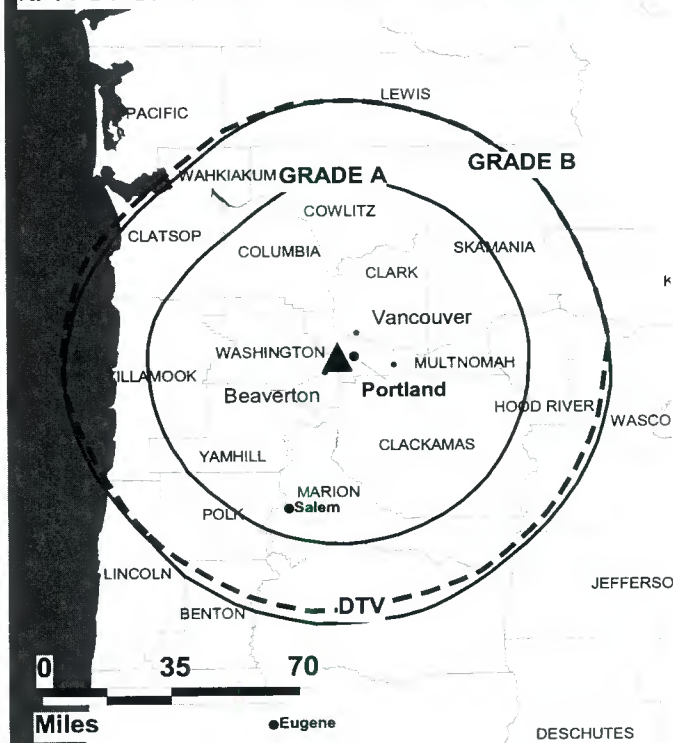 LEWIS
PACIFIC
GRADE B
WAHKIAKUM
GRADE A
COWLITZ
CLATSOP
SKAMANIA
COLUMBIA
CLARK
K
Vancouver
WASHINGTON
MULTNOMAH
ILLAMOOK
Beaverton
Portland
HOOD RIVER
WASCO
CLACKAMAS
YAMHILL
MARION
Salem
POLK
LINCOLN
JEFFERSO
DTV
BENTON
0 35 70
Miles
Eugene
DESCHUTES